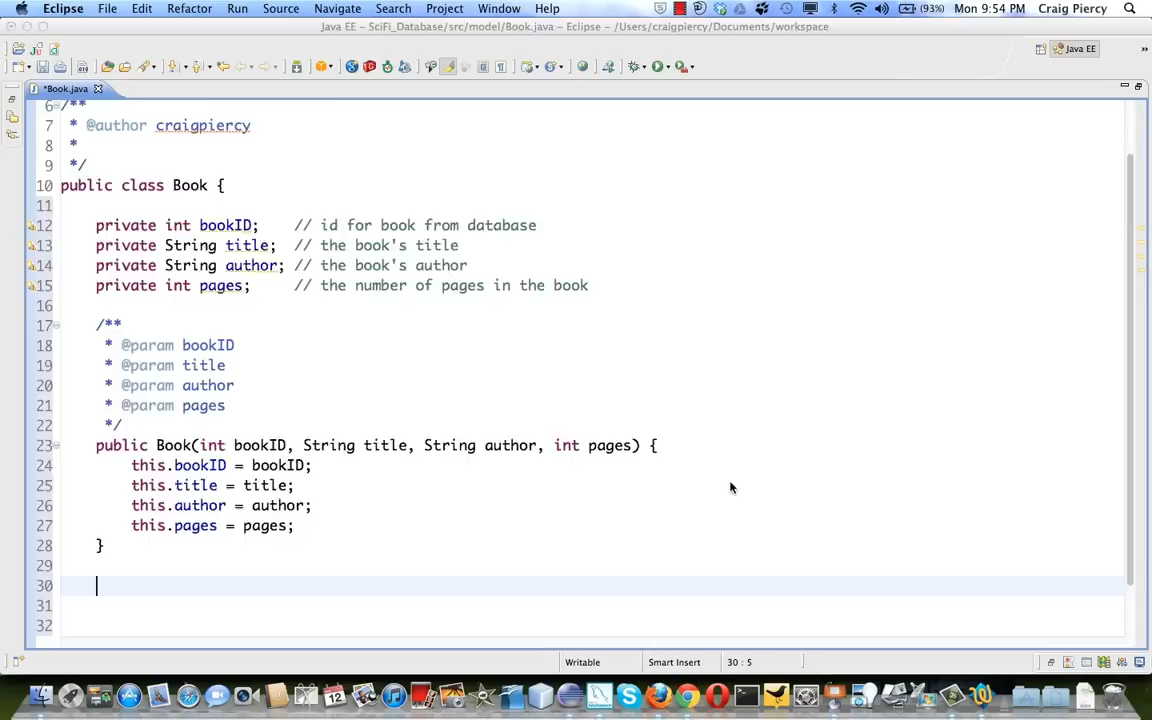 Eclipse File Edit Refactor Run Source Navigate Search Project Window Help (93%) Mon 9:54 PM Craig Piercy
Java EE - SciFi_Database/src/model/Book.java - Eclipse - /Users/craigpiercy/Documents/workspace
Java EE
*Book.java
6 /**
7 * @author craigpiercy
8 *
9 */
10 public class Book {
11
12 private int bookID; // id for book from database
13 private String title; // the book's title
14 private String author; // the book's author
15 private int pages; // the number of pages in the book
16
17 /**
18 * @param bookID
19 * @param title
20 * @param author
21 * @param pages
22 */
23 public Book(int bookID, String title, String author, int pages) {
24 this.bookID = bookID;
25 this.title = title;
26 this.author = author;
27 this.pages = pages;
28 }
29
30
31
32
Writable Smart Insert 30 : 5